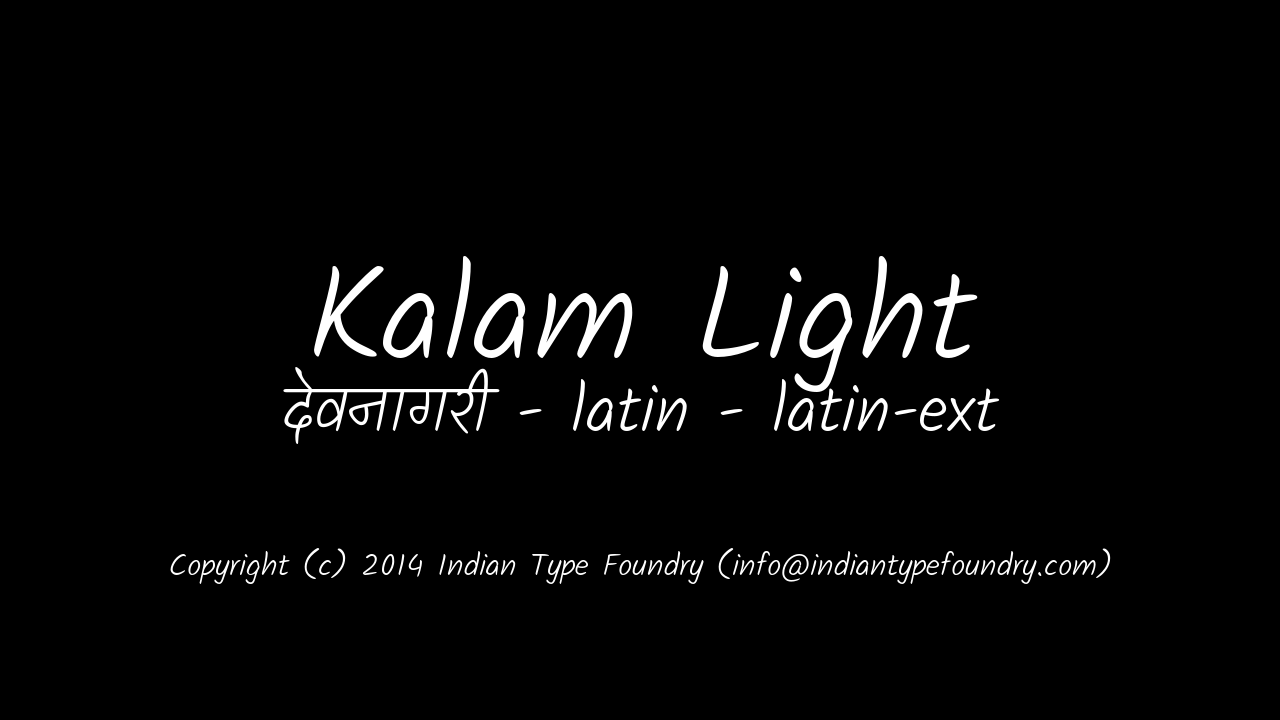 Kalam Light
देवनागरी - latin - latin-ext
Copyright (c) 2014 Indian Type Foundry (info@indiantypefoundry.com)